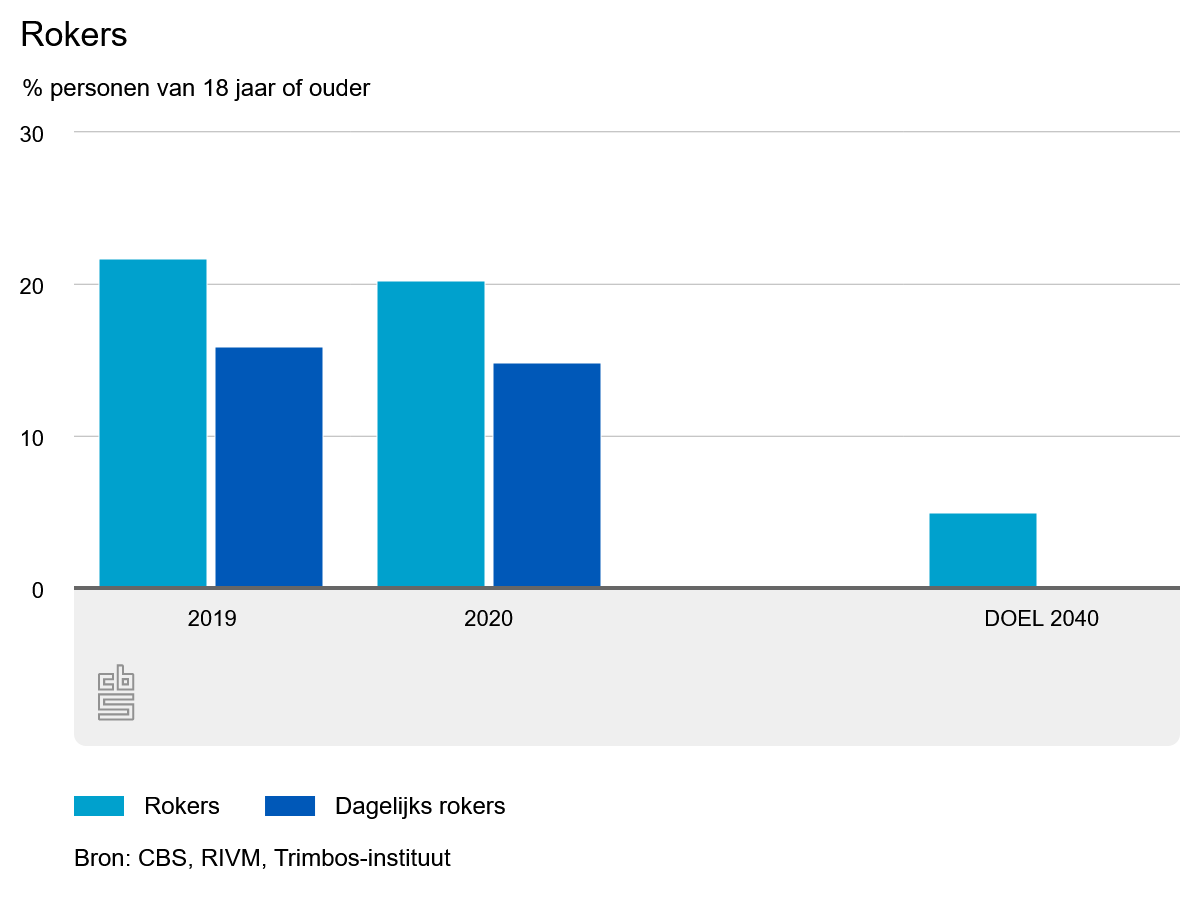 Rokers
% personen van 18 jaar of ouder
30
20
10
0
2019 2020 DOEL 2040
cbs
Rokers Dagelijks rokers
Bron: CBS, RIVM, Trimbos-instituut